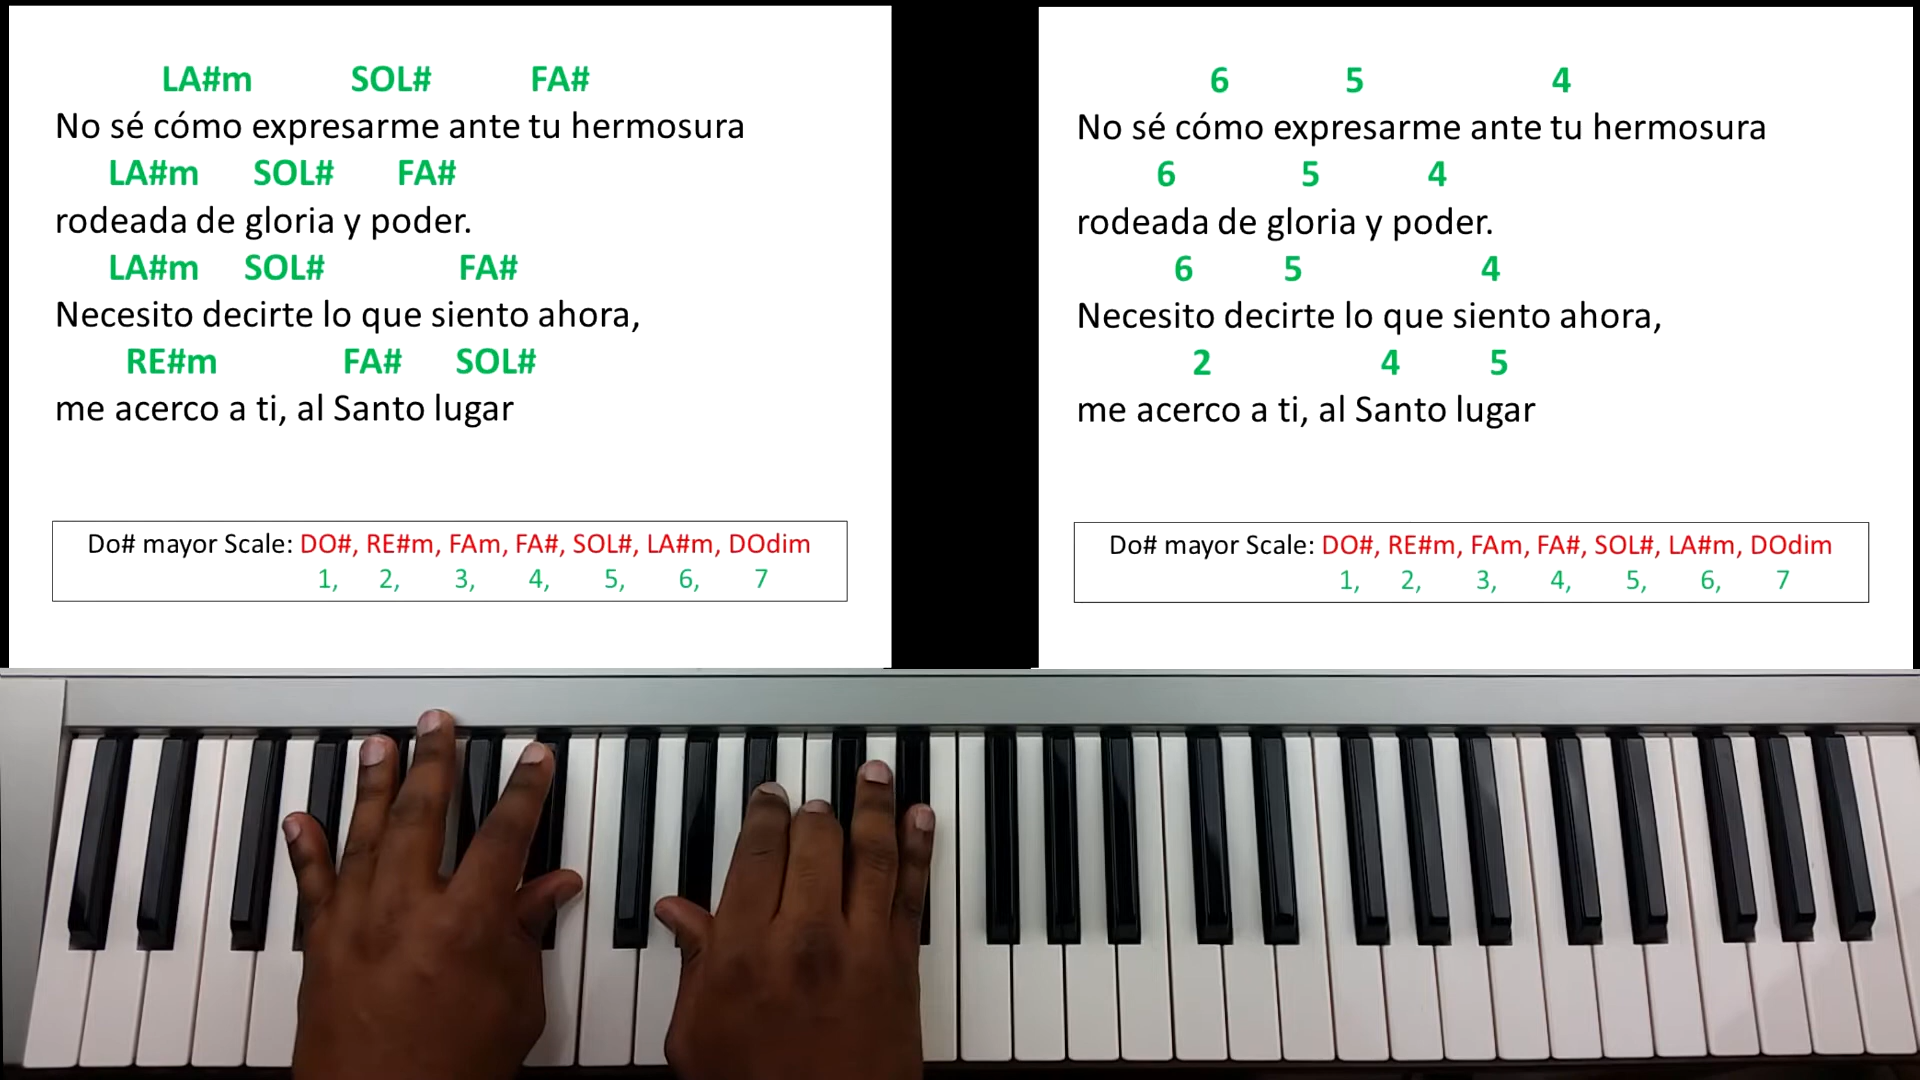 LA#m SOL# FA#
No sé cómo expresarme ante tu hermosura
LA#m SOL# FA#
rodeada de gloria y poder.
LA#m SOL# FA#
Necesito decirte lo que siento ahora,
RE#m FA# SOL#
me acerco a ti, al Santo lugar
Do# mayor Scale: DO#, RE#m, FAm, FA#, SOL#, LA#m, DOdim
1, 2, 3, 4, 5, 6, 7
6 5 4
No sé cómo expresarme ante tu hermosura
6 5 4
rodeada de gloria y poder.
6 5 4
Necesito decirte lo que siento ahora,
2 4 5
me acerco a ti, al Santo lugar
Do# mayor Scale: DO#, RE#m, FAm, FA#, SOL#, LA#m, DOdim
1, 2, 3, 4, 5, 6, 7